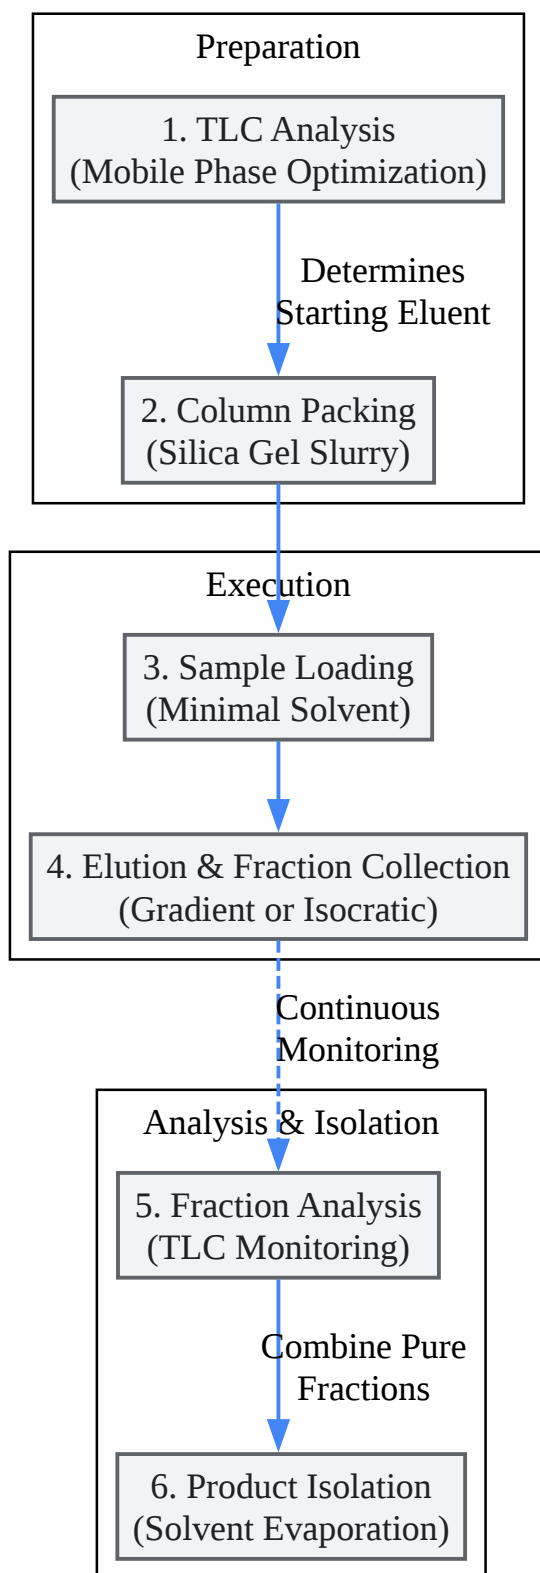 Preparation
1. TLC Analysis
(Mobile Phase Optimization)
Determines
Starting Eluent
2. Column Packing
(Silica Gel Slurry)
Execution
3. Sample Loading
(Minimal Solvent)
4. Elution & Fraction Collection
(Gradient or Isocratic)
Continuous
Monitoring
Analysis & Isolation
5. Fraction Analysis
(TLC Monitoring)
Combine Pure
Fractions
6. Product Isolation
(Solvent Evaporation)